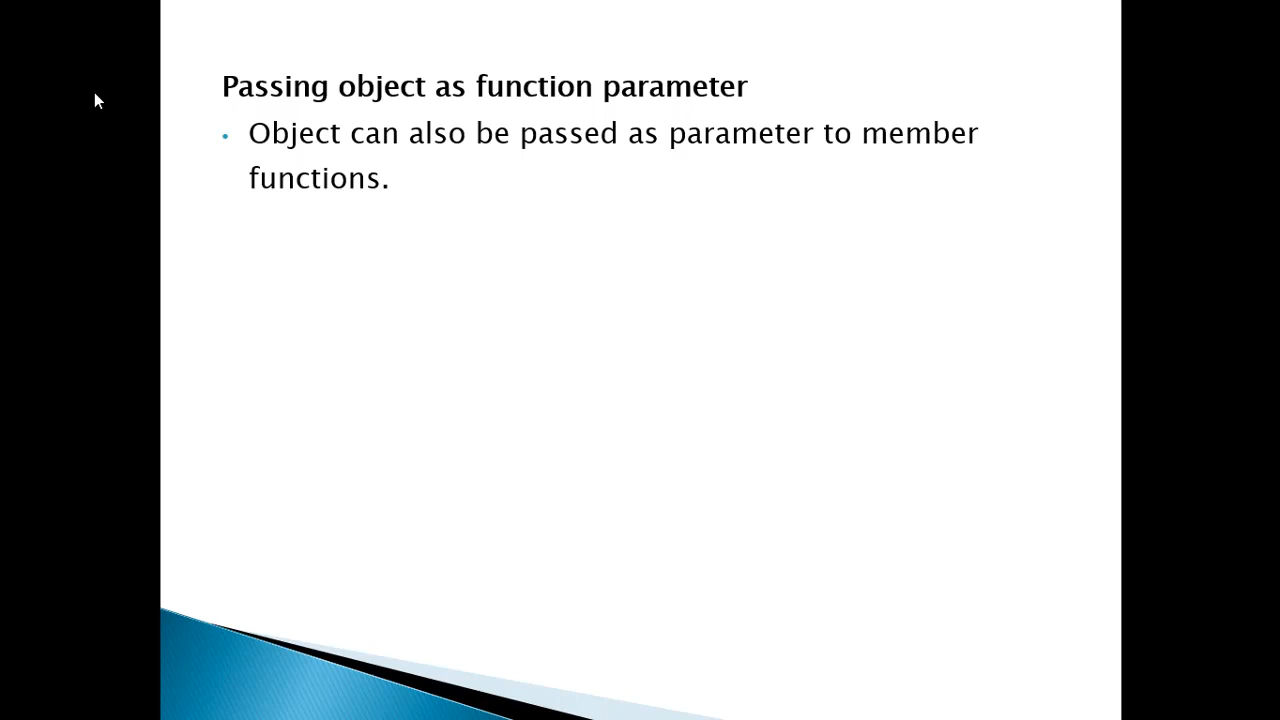 Passing object as function parameter
• Object can also be passed as parameter to member
functions.